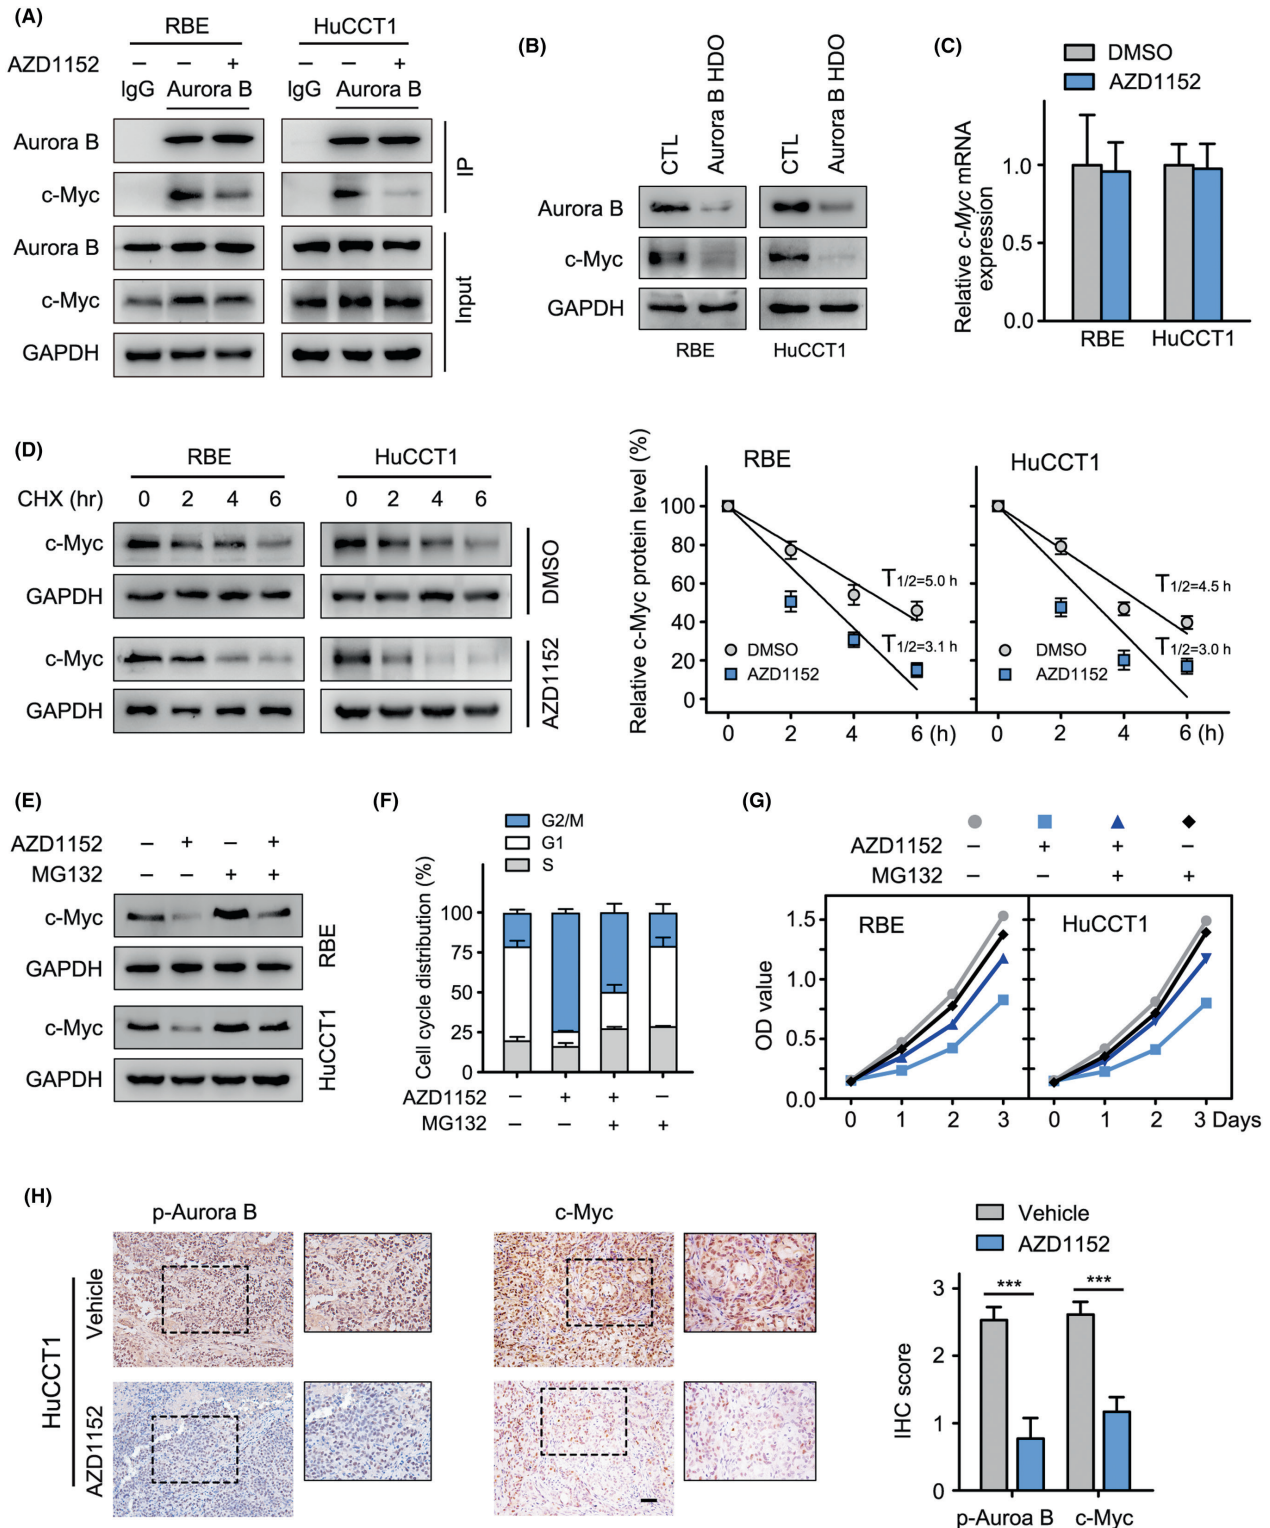 (A)
RBE HuCCT1
AZD1152 – – + – – +
IgG Aurora B IgG Aurora B
Aurora B
c-Myc
IP
Aurora B
c-Myc
GAPDH
Input
(B)
CTL Aurora B HDO CTL Aurora B HDO
Aurora B
c-Myc
GAPDH
RBE HuCCT1
(C)
DMSO
AZD1152
Relative c-Myc mRNA
expression
1.0
0.5
0.0
RBE HuCCT1
(D)
RBE HuCCT1
CHX (hr) 0 2 4 6 0 2 4 6
c-Myc
GAPDH
DMSO
c-Myc
GAPDH
AZD1152
Relative c-Myc protein level (%)
100
80
60
40
20
0
RBE
T1/2=5.0 h
T1/2=3.1 h
DMSO
AZD1152
0 2 4 6 (h)
HuCCT1
T1/2=4.5 h
T1/2=3.0 h
DMSO
AZD1152
0 2 4 6 (h)
(E)
AZD1152 – + – +
MG132 – – + +
c-Myc
GAPDH
RBE
c-Myc
GAPDH
HuCCT1
(F)
G2/M
G1
S
Cell cycle distribution (%)
100
75
50
25
0
AZD1152 – + + –
MG132 – – + +
(G)
AZD1152 – + + –
MG132 – – + +
OD value
1.5
1.0
0.5
0.0
RBE HuCCT1
0 1 2 3 0 1 2 3 Days
(H)
p-Aurora B c-Myc
HuCCT1
Vehicle
AZD1152
Vehicle
AZD1152
IHC score
3
2
1
0
*** ***
p-Auroa B c-Myc